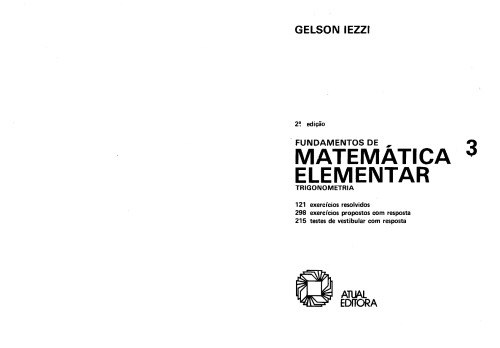 GELSON IEZZI
2ª edição
FUNDAMENTOS DE
MATEMÁTICA 3
ELEMENTAR
TRIGONOMETRIA
121 exercícios resolvidos
298 exercícios propostos com resposta
215 testes de vestibular com resposta
ATUAL
EDITORA